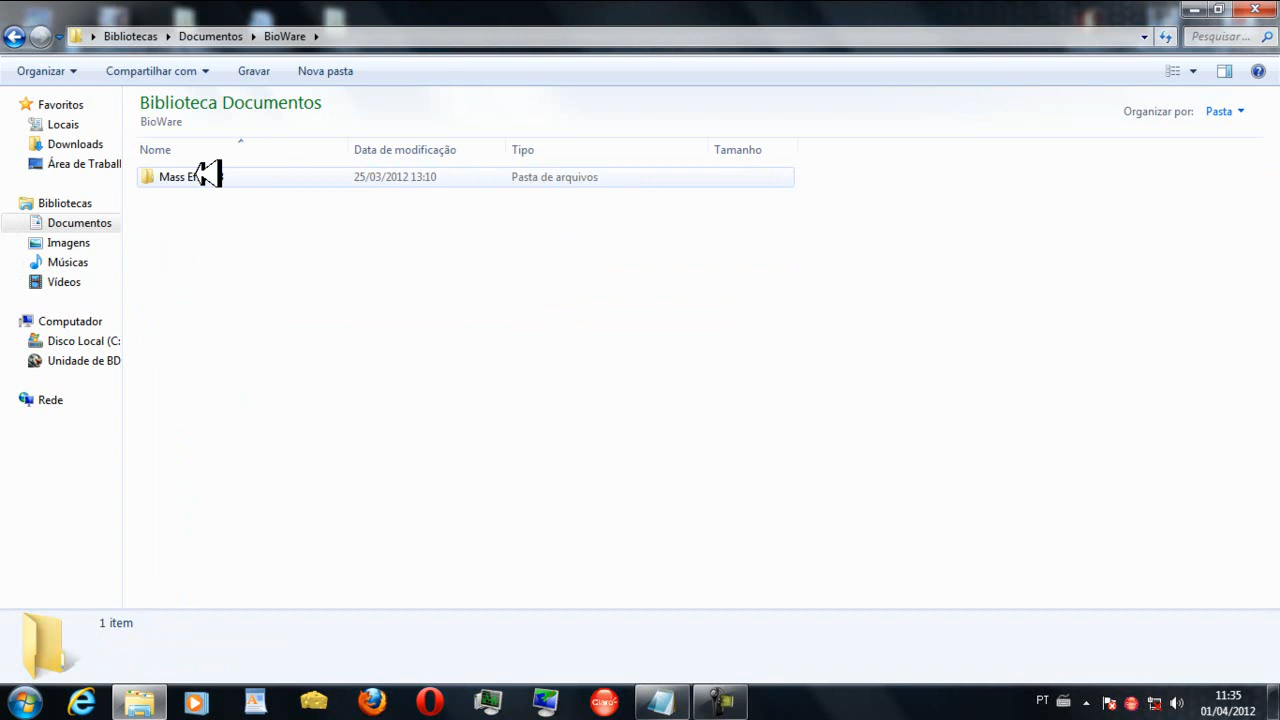 Bibliotecas Documentos BioWare
Pesquisar ...
Organizar Compartilhar com Gravar Nova pasta
Favoritos
Locais
Downloads
Área de Traball
Bibliotecas
Documentos
Imagens
Músicas
Vídeos
Computador
Disco Local (C:
Unidade de BD
Rede
Biblioteca Documentos
BioWare
Organizar por: Pasta
Nome Data de modificação Tipo Tamanho
Mass 25/03/2012 13:10 Pasta de arquivos
1 item
Claro
PT
11:35
01/04/2012